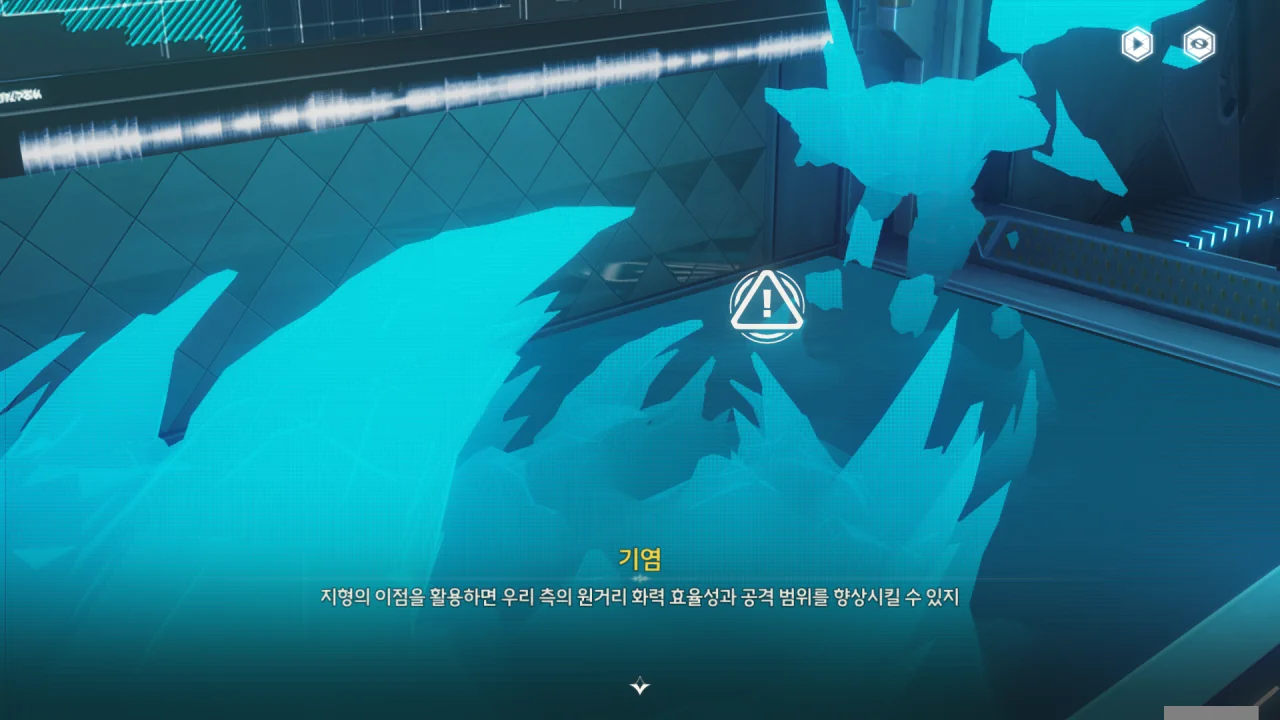 기염
지형의 이점을 활용하면 우리 측의 원거리 화력 효율성과 공격 범위를 향상시킬 수 있지